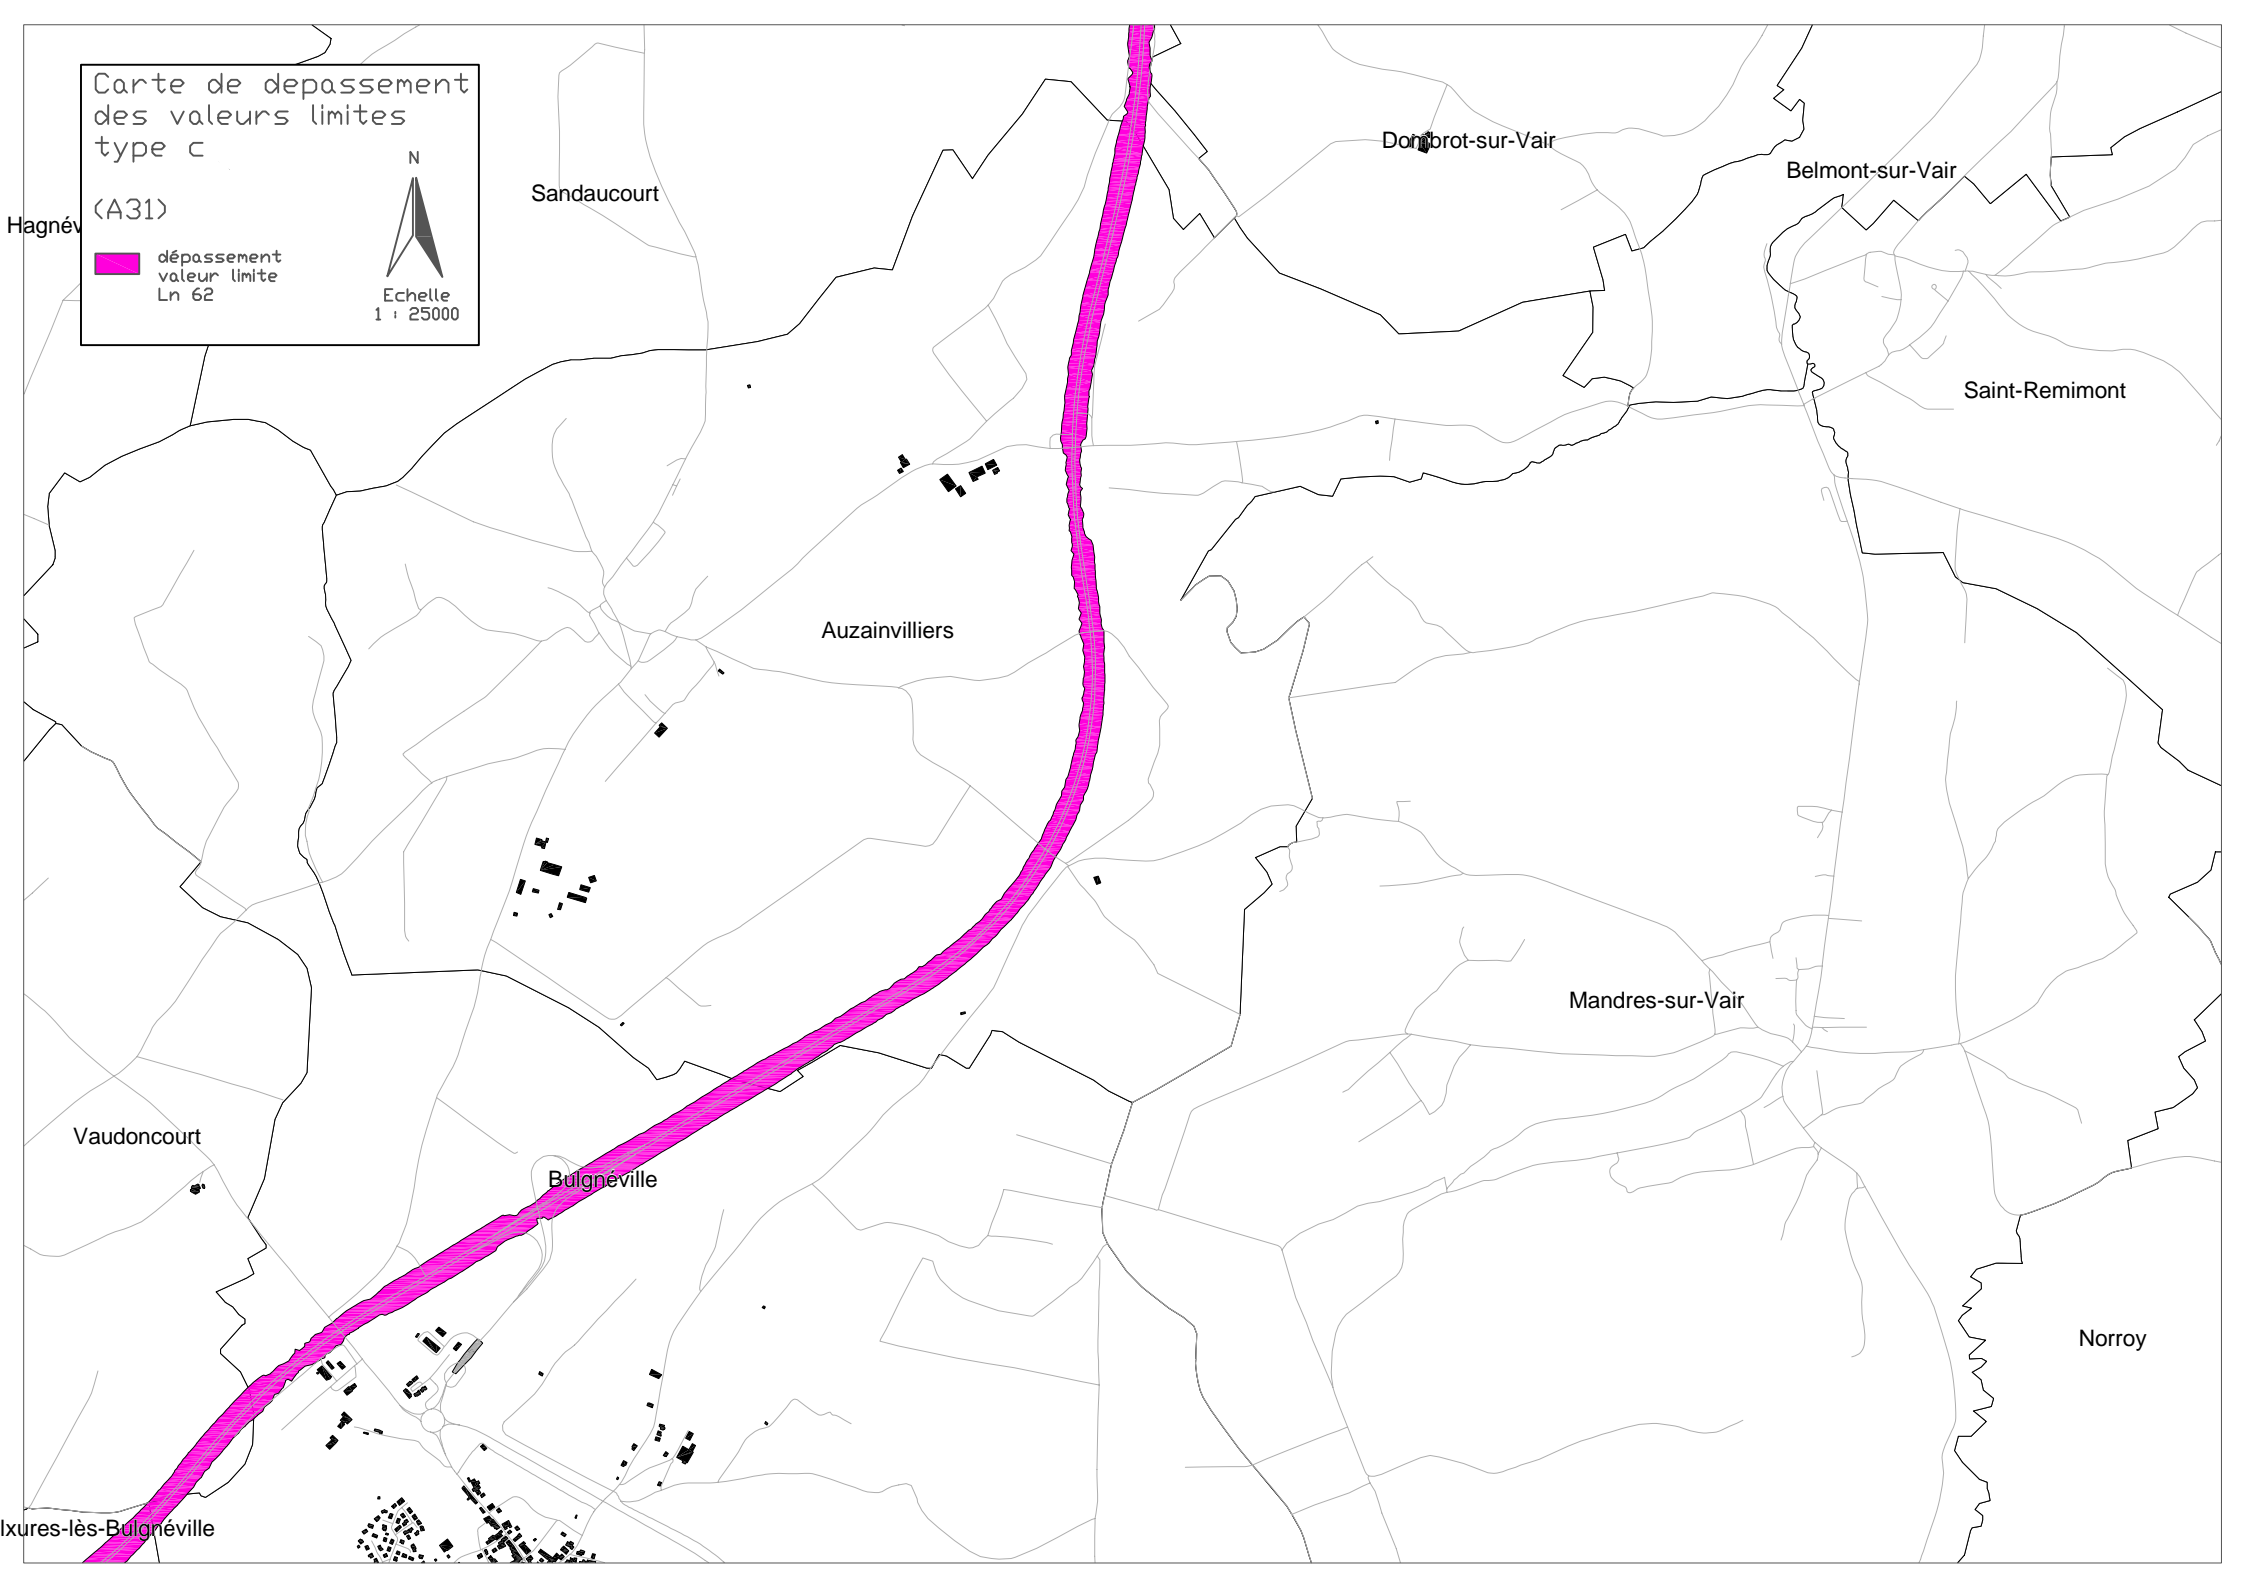 Carte de depassement
des valeurs limites
type c
(A31)
dépassement
valeur limite
Ln 62
N
Echelle
1 : 25000
Hagnév
Sandaucourt
Dombrot-sur-Vair
Belmont-sur-Vair
Saint-Remimont
Auzainvilliers
Mandres-sur-Vair
Vaudoncourt
Bulgnéville
Norroy
lxures-lès-Bulgnéville